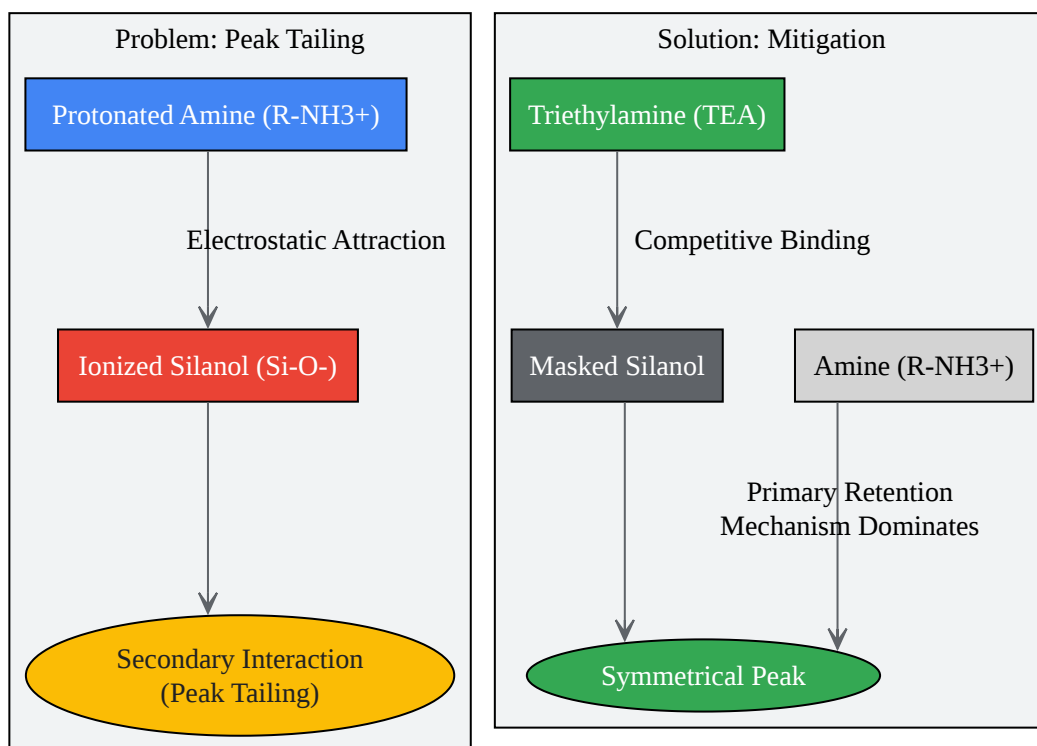 Problem: Peak Tailing
Protonated Amine (R-NH3+)
Electrostatic Attraction
Ionized Silanol (Si-O-)
Secondary Interaction
(Peak Tailing)
Solution: Mitigation
Triethylamine (TEA)
Competitive Binding
Masked Silanol
Amine (R-NH3+)
Primary Retention
Mechanism Dominates
Symmetrical Peak